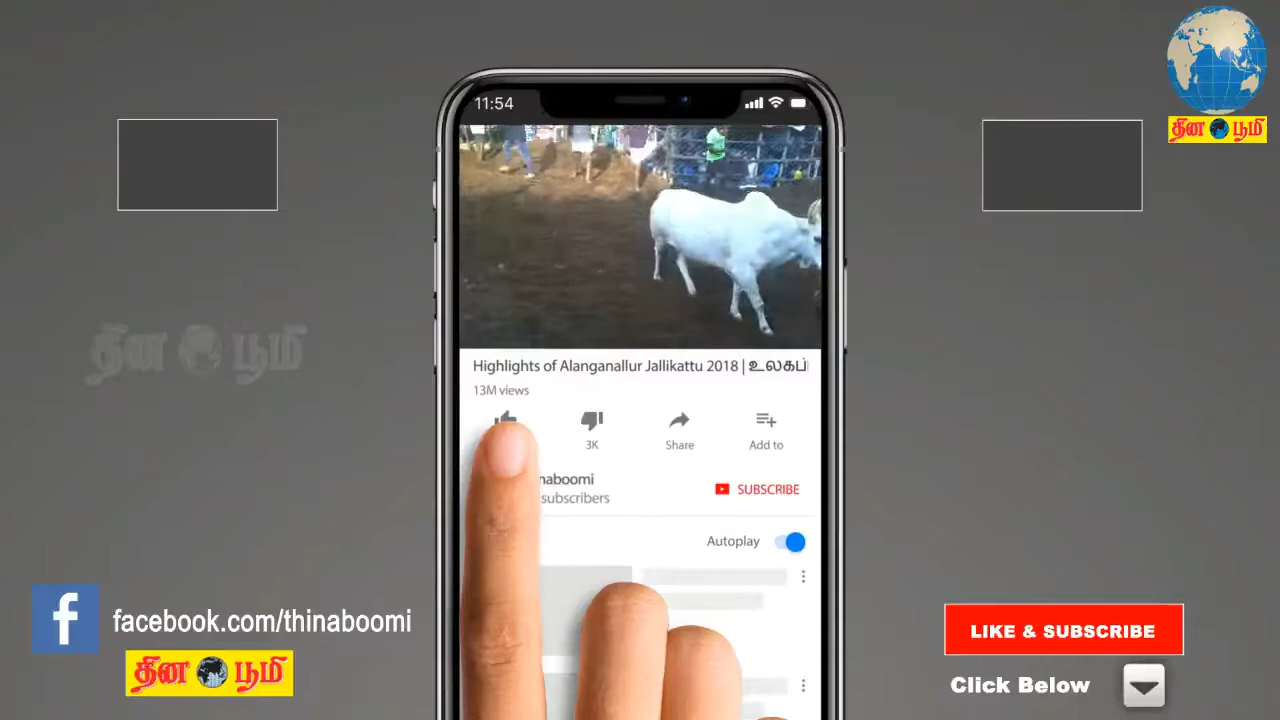 தின பூமி
11:54
Highlights of Alanganallur Jallikattu 2018 | உலகப்
13M views
3K
Share
Add to
naboomi
subscribers
SUBSCRIBE
Autoplay
தின பூமி
facebook.com/thinaboomi
தின பூமி
LIKE & SUBSCRIBE
Click Below